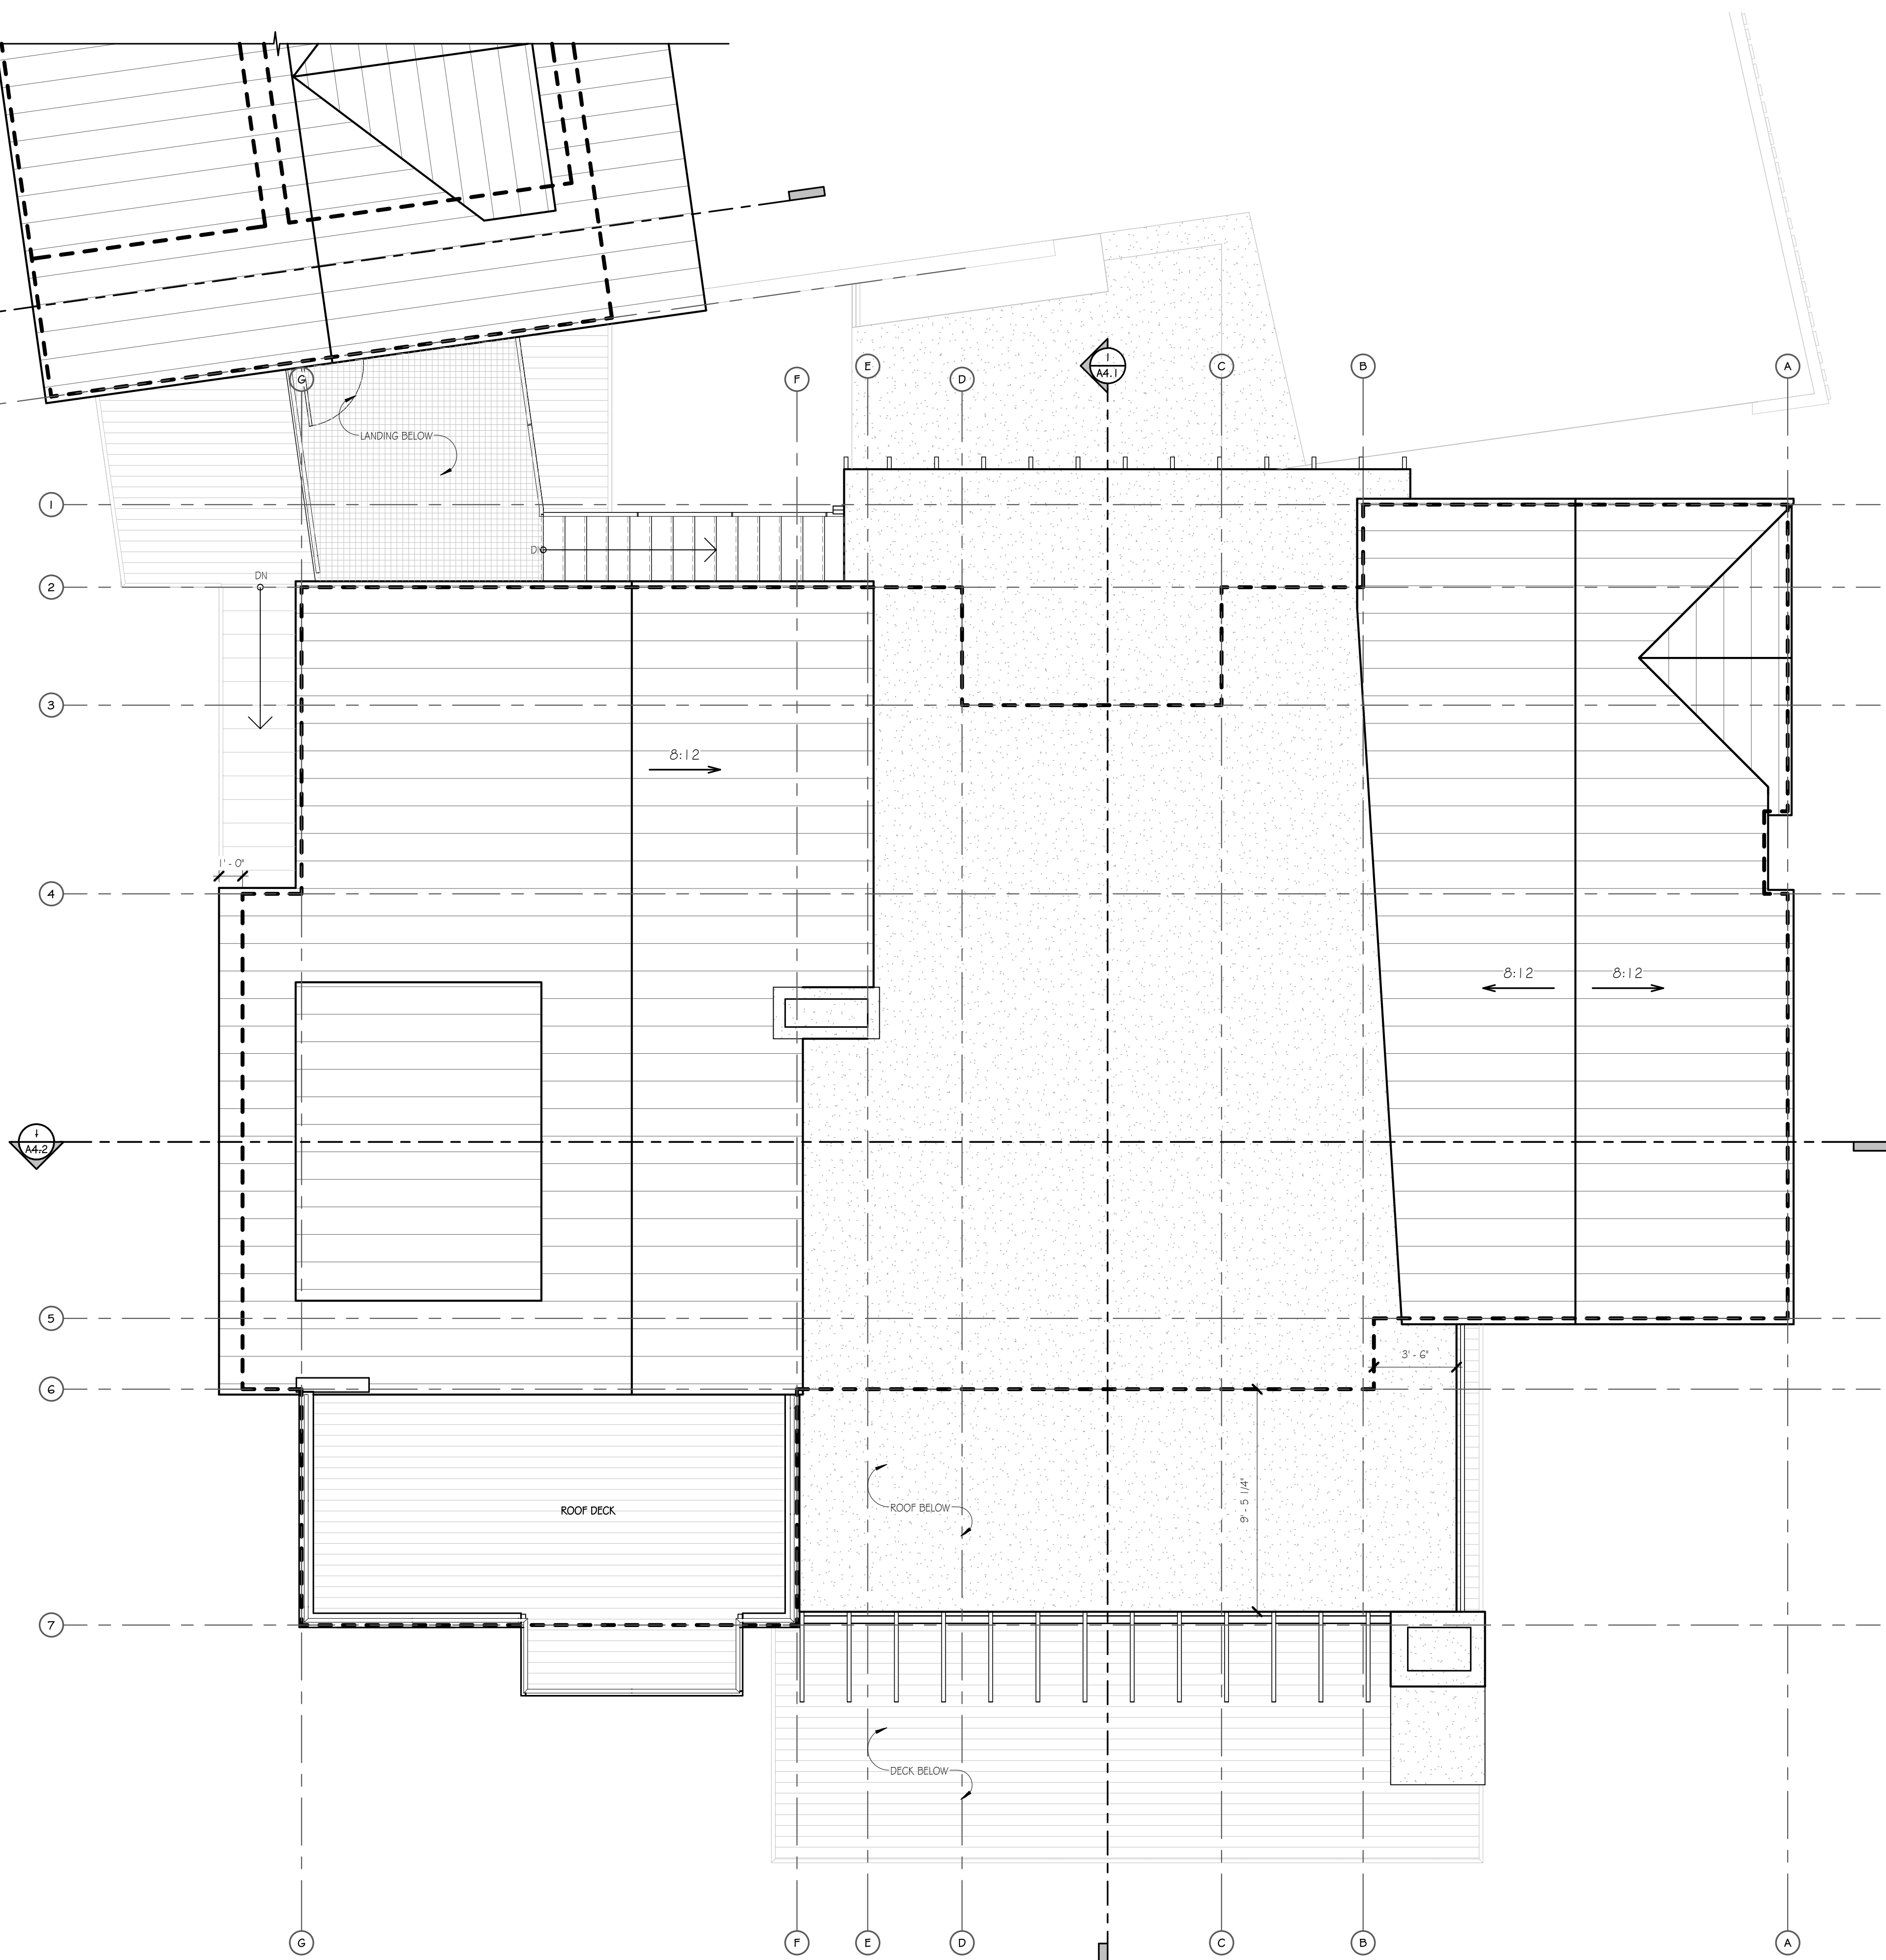 G
F
E
D
1
A4.1
C
B
A
LANDING BELOW
1
D
DN
2
3
8:12
1' - 0"
4
8:12
8:12
1
A4.2
5
3' - 6"
6
9' - 5 1/4"
ROOF BELOW
ROOF DECK
7
DECK BELOW
G
F
E
D
C
B
A